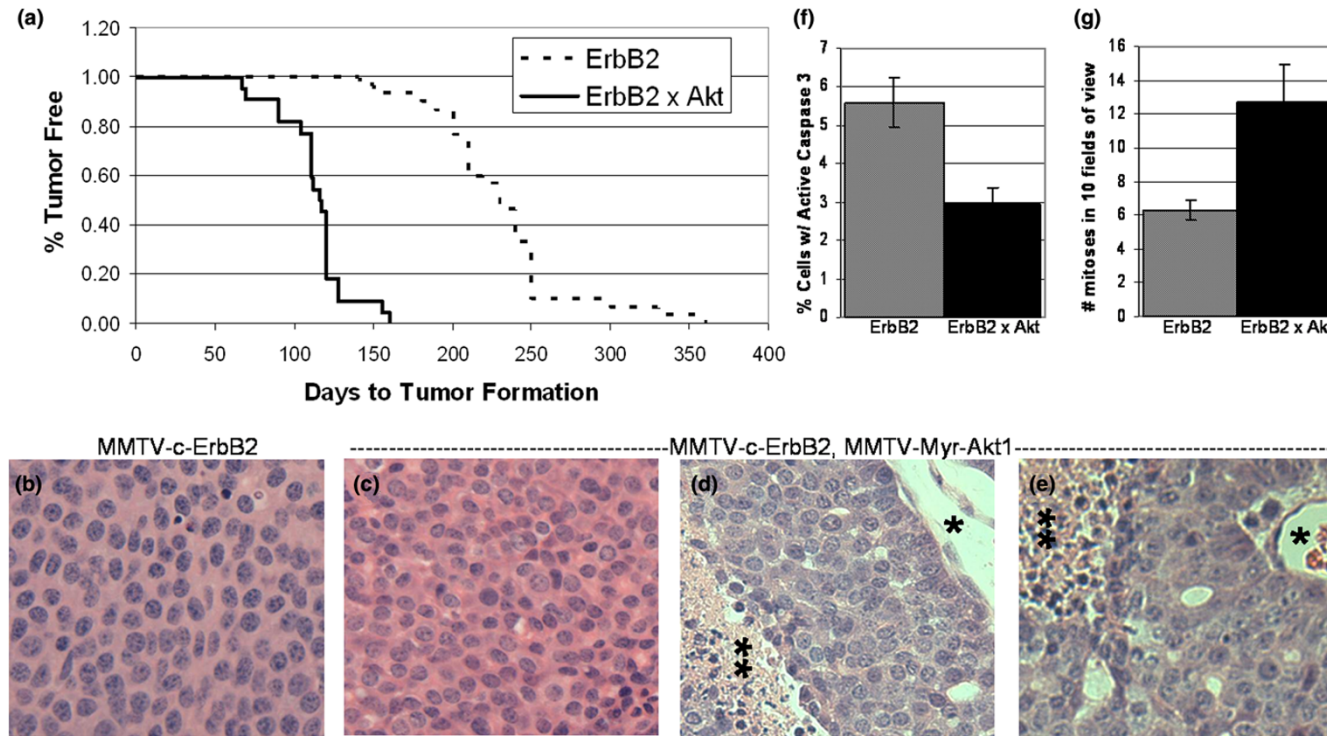 (a)
1.20
1.00
0.80
0.60
0.40
0.20
0.00
% Tumor Free
ErbB2
ErbB2 x Akt
0 50 100 150 200 250 300 350 400
Days to Tumor Formation
(f)
7
6
5
4
3
2
1
0
% Cells w/ Active Caspase 3
ErbB2 ErbB2 x Akt
(g)
16
14
12
10
8
6
4
2
0
# mitoses in 10 fields of view
ErbB2 ErbB2 x Ak
MMTV-c-ErbB2
MMTV-c-ErbB2, MMTV-Myr-Akt1
(b)
(c)
(d)
*
**
(e)
**
*